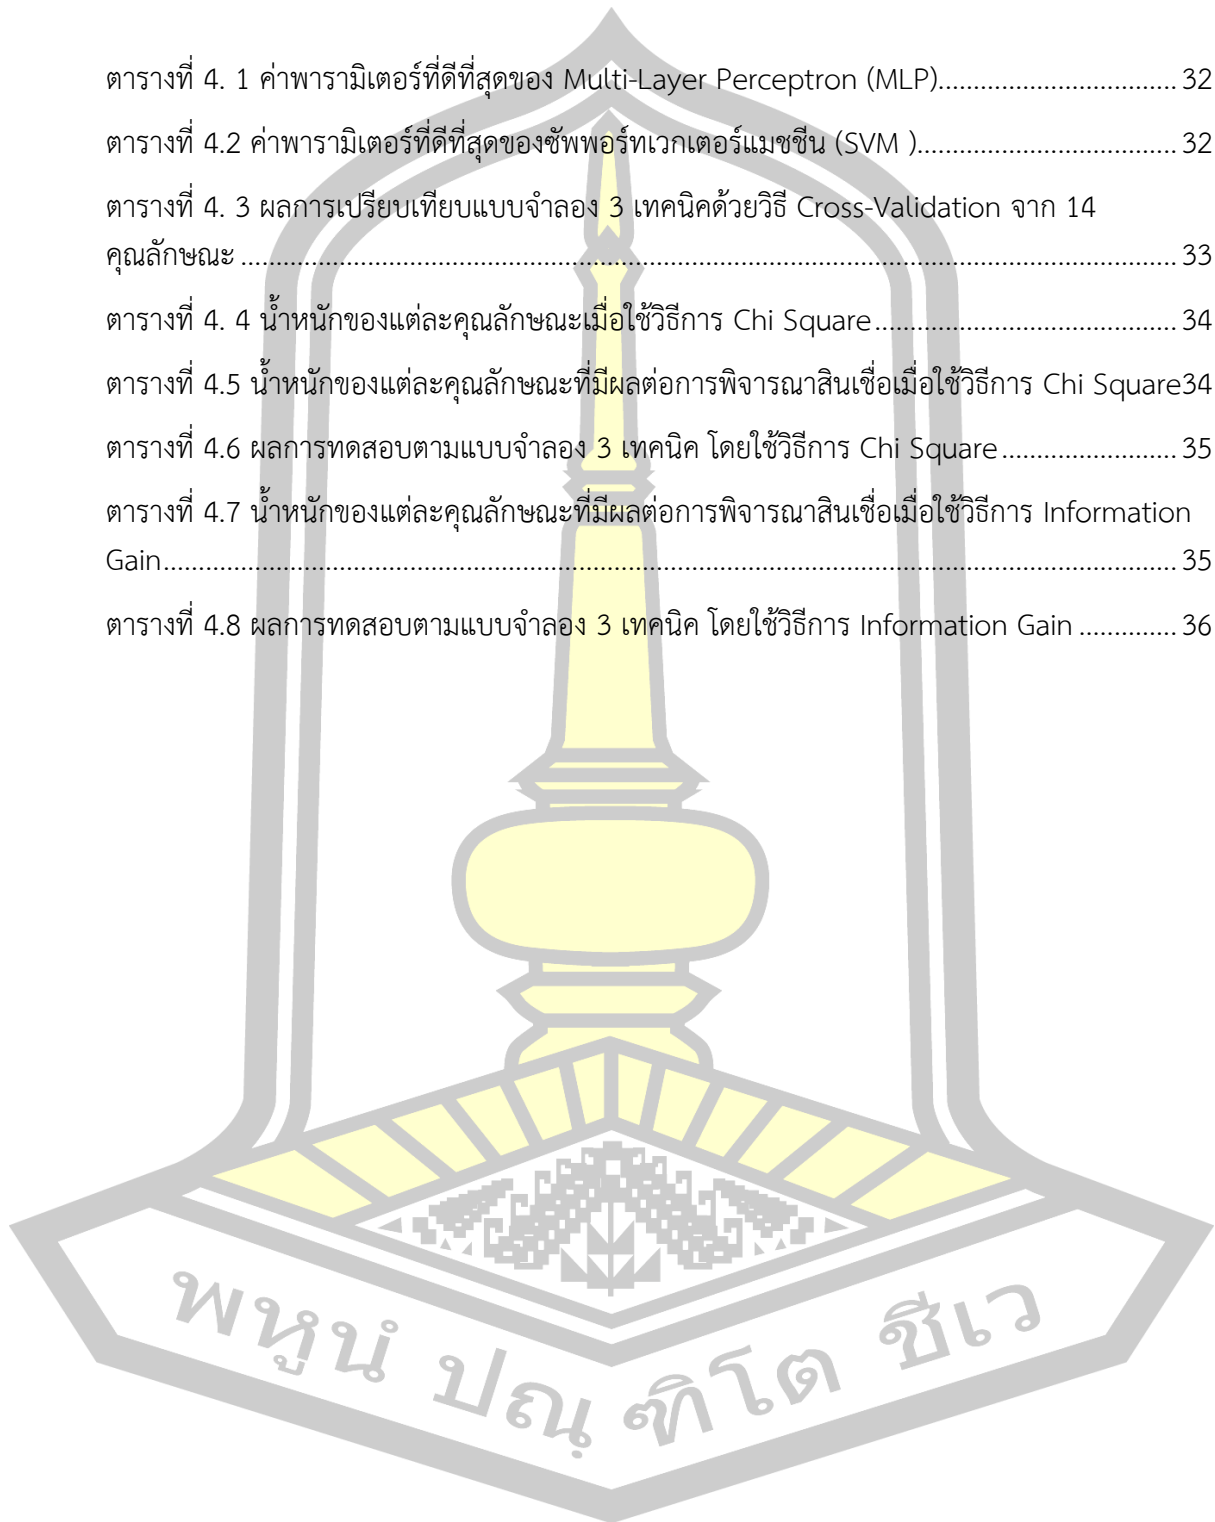 ตารางที่ 4. 1 ค่าพารามิเตอร์ที่ดีที่สุดของ Multi-Layer Perceptron (MLP)................................. 32
ตารางที่ 4.2 ค่าพารามิเตอร์ที่ดีที่สุดของซัพพอร์ทเวกเตอร์แมชชีน (SVM )..................................... 32
ตารางที่ 4. 3 ผลการเปรียบเทียบแบบจำลอง 3 เทคนิคด้วยวิธี Cross-Validation จาก 14
คุณลักษณะ ..................................................................................................................................... 33
ตารางที่ 4. 4 น้ำหนักของแต่ละคุณลักษณะเมื่อใช้วิธีการ Chi Square........................................... 34
ตารางที่ 4.5 น้ำหนักของแต่ละคุณลักษณะที่มีผลต่อการพิจารณาสินเชื่อเมื่อใช้วิธีการ Chi Square34
ตารางที่ 4.6 ผลการทดสอบตามแบบจำลอง 3 เทคนิค โดยใช้วิธีการ Chi Square......................... 35
ตารางที่ 4.7 น้ำหนักของแต่ละคุณลักษณะที่มีผลต่อการพิจารณาสินเชื่อเมื่อใช้วิธีการ Information
Gain................................................................................................................................................ 35
ตารางที่ 4.8 ผลการทดสอบตามแบบจำลอง 3 เทคนิค โดยใช้วิธีการ Information Gain .............. 36
พหูนํ ปณฺ ฑิโต ชีเว